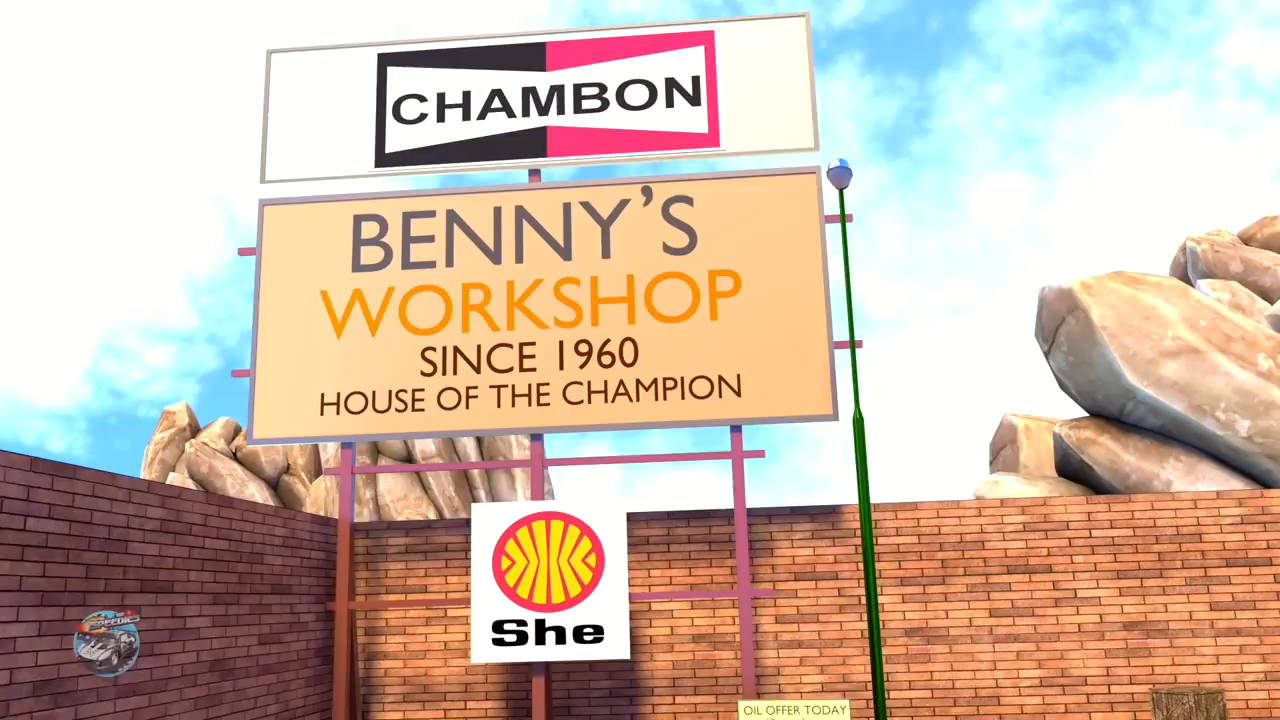 CHAMBON
BENNY'S
WORKSHOP
SINCE 1960
HOUSE OF THE CHAMPION
She
OIL OFFER TODAY